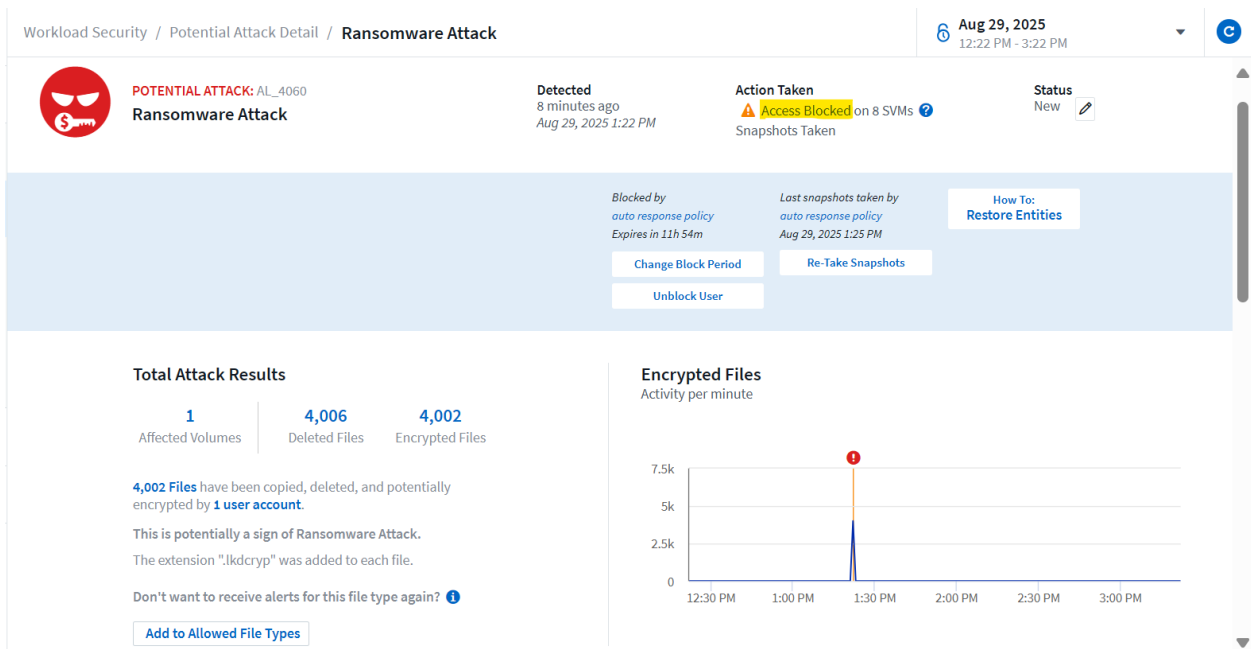 Workload Security / Potential Attack Detail / Ransomware Attack
Aug 29, 2025
12:22 PM - 3:22 PM
POTENTIAL ATTACK: AL_4060
Ransomware Attack
Detected
8 minutes ago
Aug 29, 2025 1:22 PM
Action Taken
Access Blocked on 8 SVMs ?
Snapshots Taken
Status
New
Blocked by
auto response policy
Expires in 11h 54m
Change Block Period
Unblock User
Last snapshots taken by
auto response policy
Aug 29, 2025 1:25 PM
Re-Take Snapshots
How To:
Restore Entities
Total Attack Results
1
Affected Volumes
4,006
Deleted Files
4,002
Encrypted Files
4,002 Files have been copied, deleted, and potentially
encrypted by 1 user account.
This is potentially a sign of Ransomware Attack.
The extension ".lkdcryp" was added to each file.
Don't want to receive alerts for this file type again? i
Add to Allowed File Types
Encrypted Files
Activity per minute
7.5k
5k
2.5k
0
12:30 PM 1:00 PM 1:30 PM 2:00 PM 2:30 PM 3:00 PM